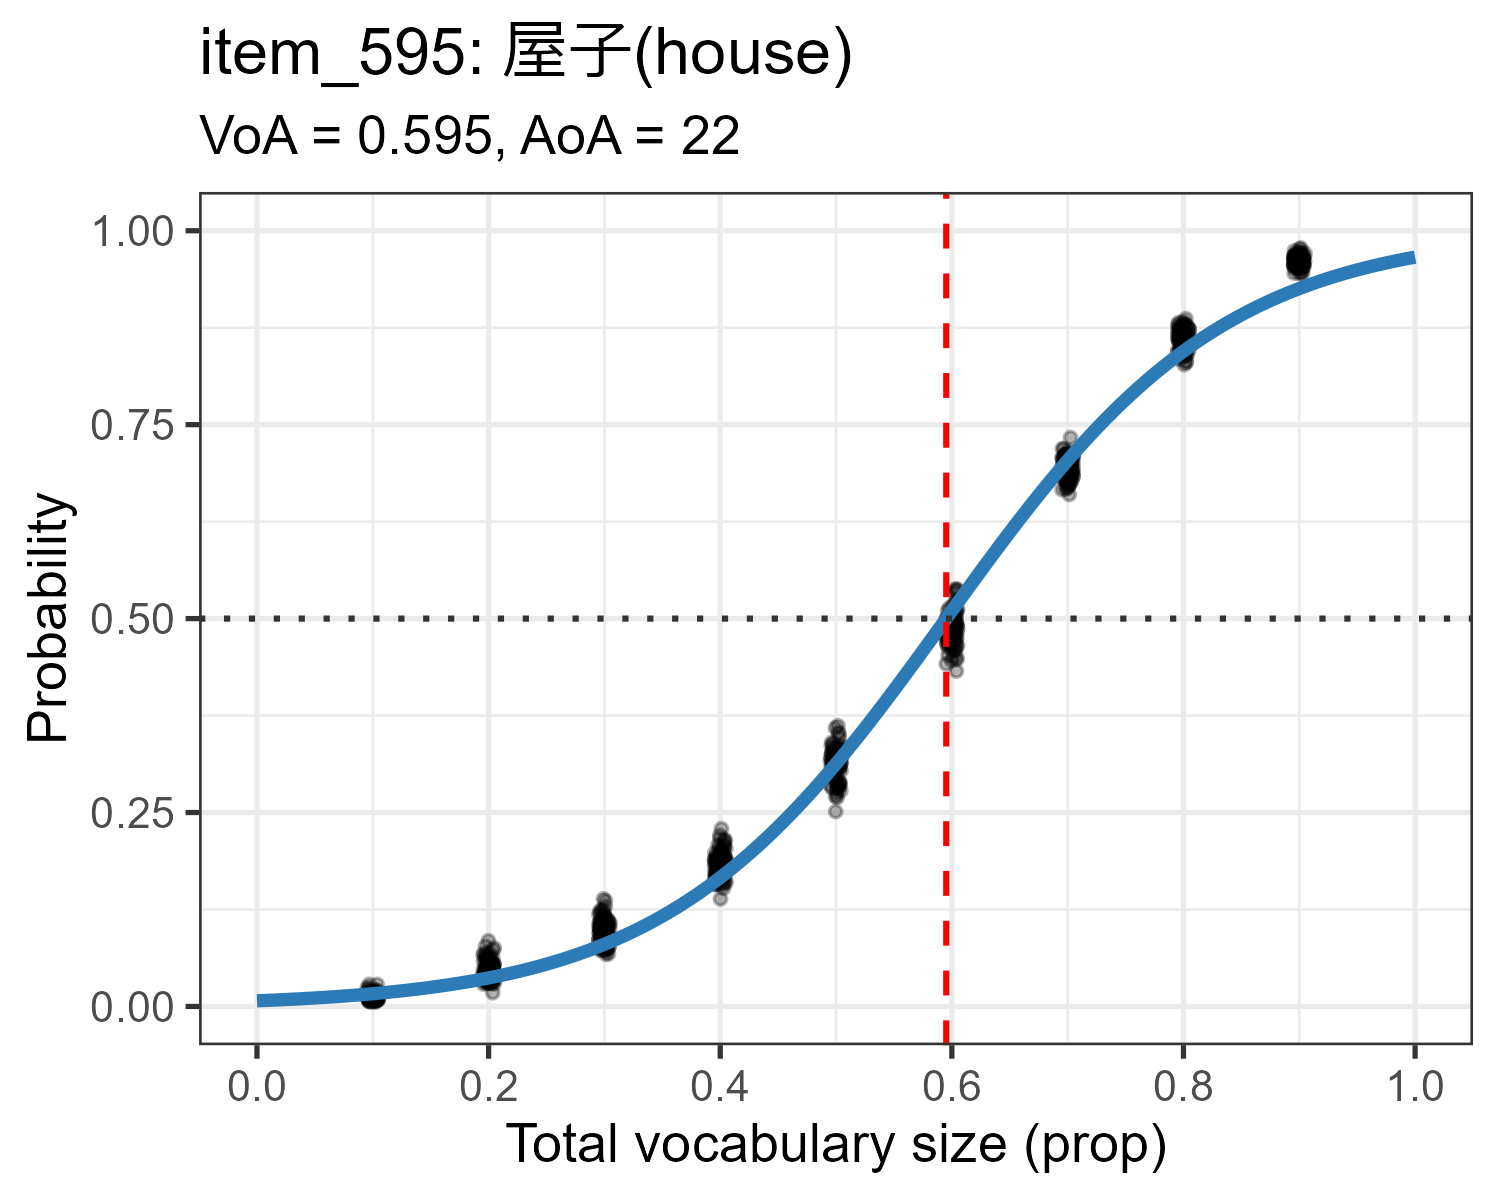 item_595: 屋子(house)
VoA = 0.595, AoA = 22
1.00
0.75
0.50
0.25
0.00
Probability
0.0 0.2 0.4 0.6 0.8 1.0
Total vocabulary size (prop)